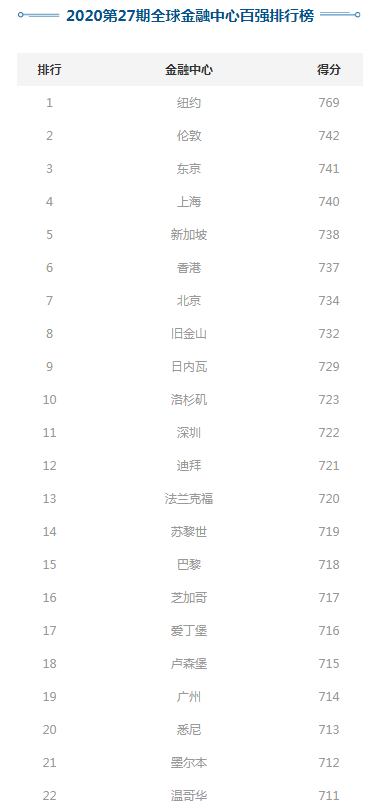 2020第27期全球金融中心百强排行榜
排行 金融中心 得分
1 纽约 769
2 伦敦 742
3 东京 741
4 上海 740
5 新加坡 738
6 香港 737
7 北京 734
8 旧金山 732
9 日内瓦 729
10 洛杉矶 723
11 深圳 722
12 迪拜 721
13 法兰克福 720
14 苏黎世 719
15 巴黎 718
16 芝加哥 717
17 爱丁堡 716
18 卢森堡 715
19 广州 714
20 悉尼 713
21 墨尔本 712
22 温哥华 711